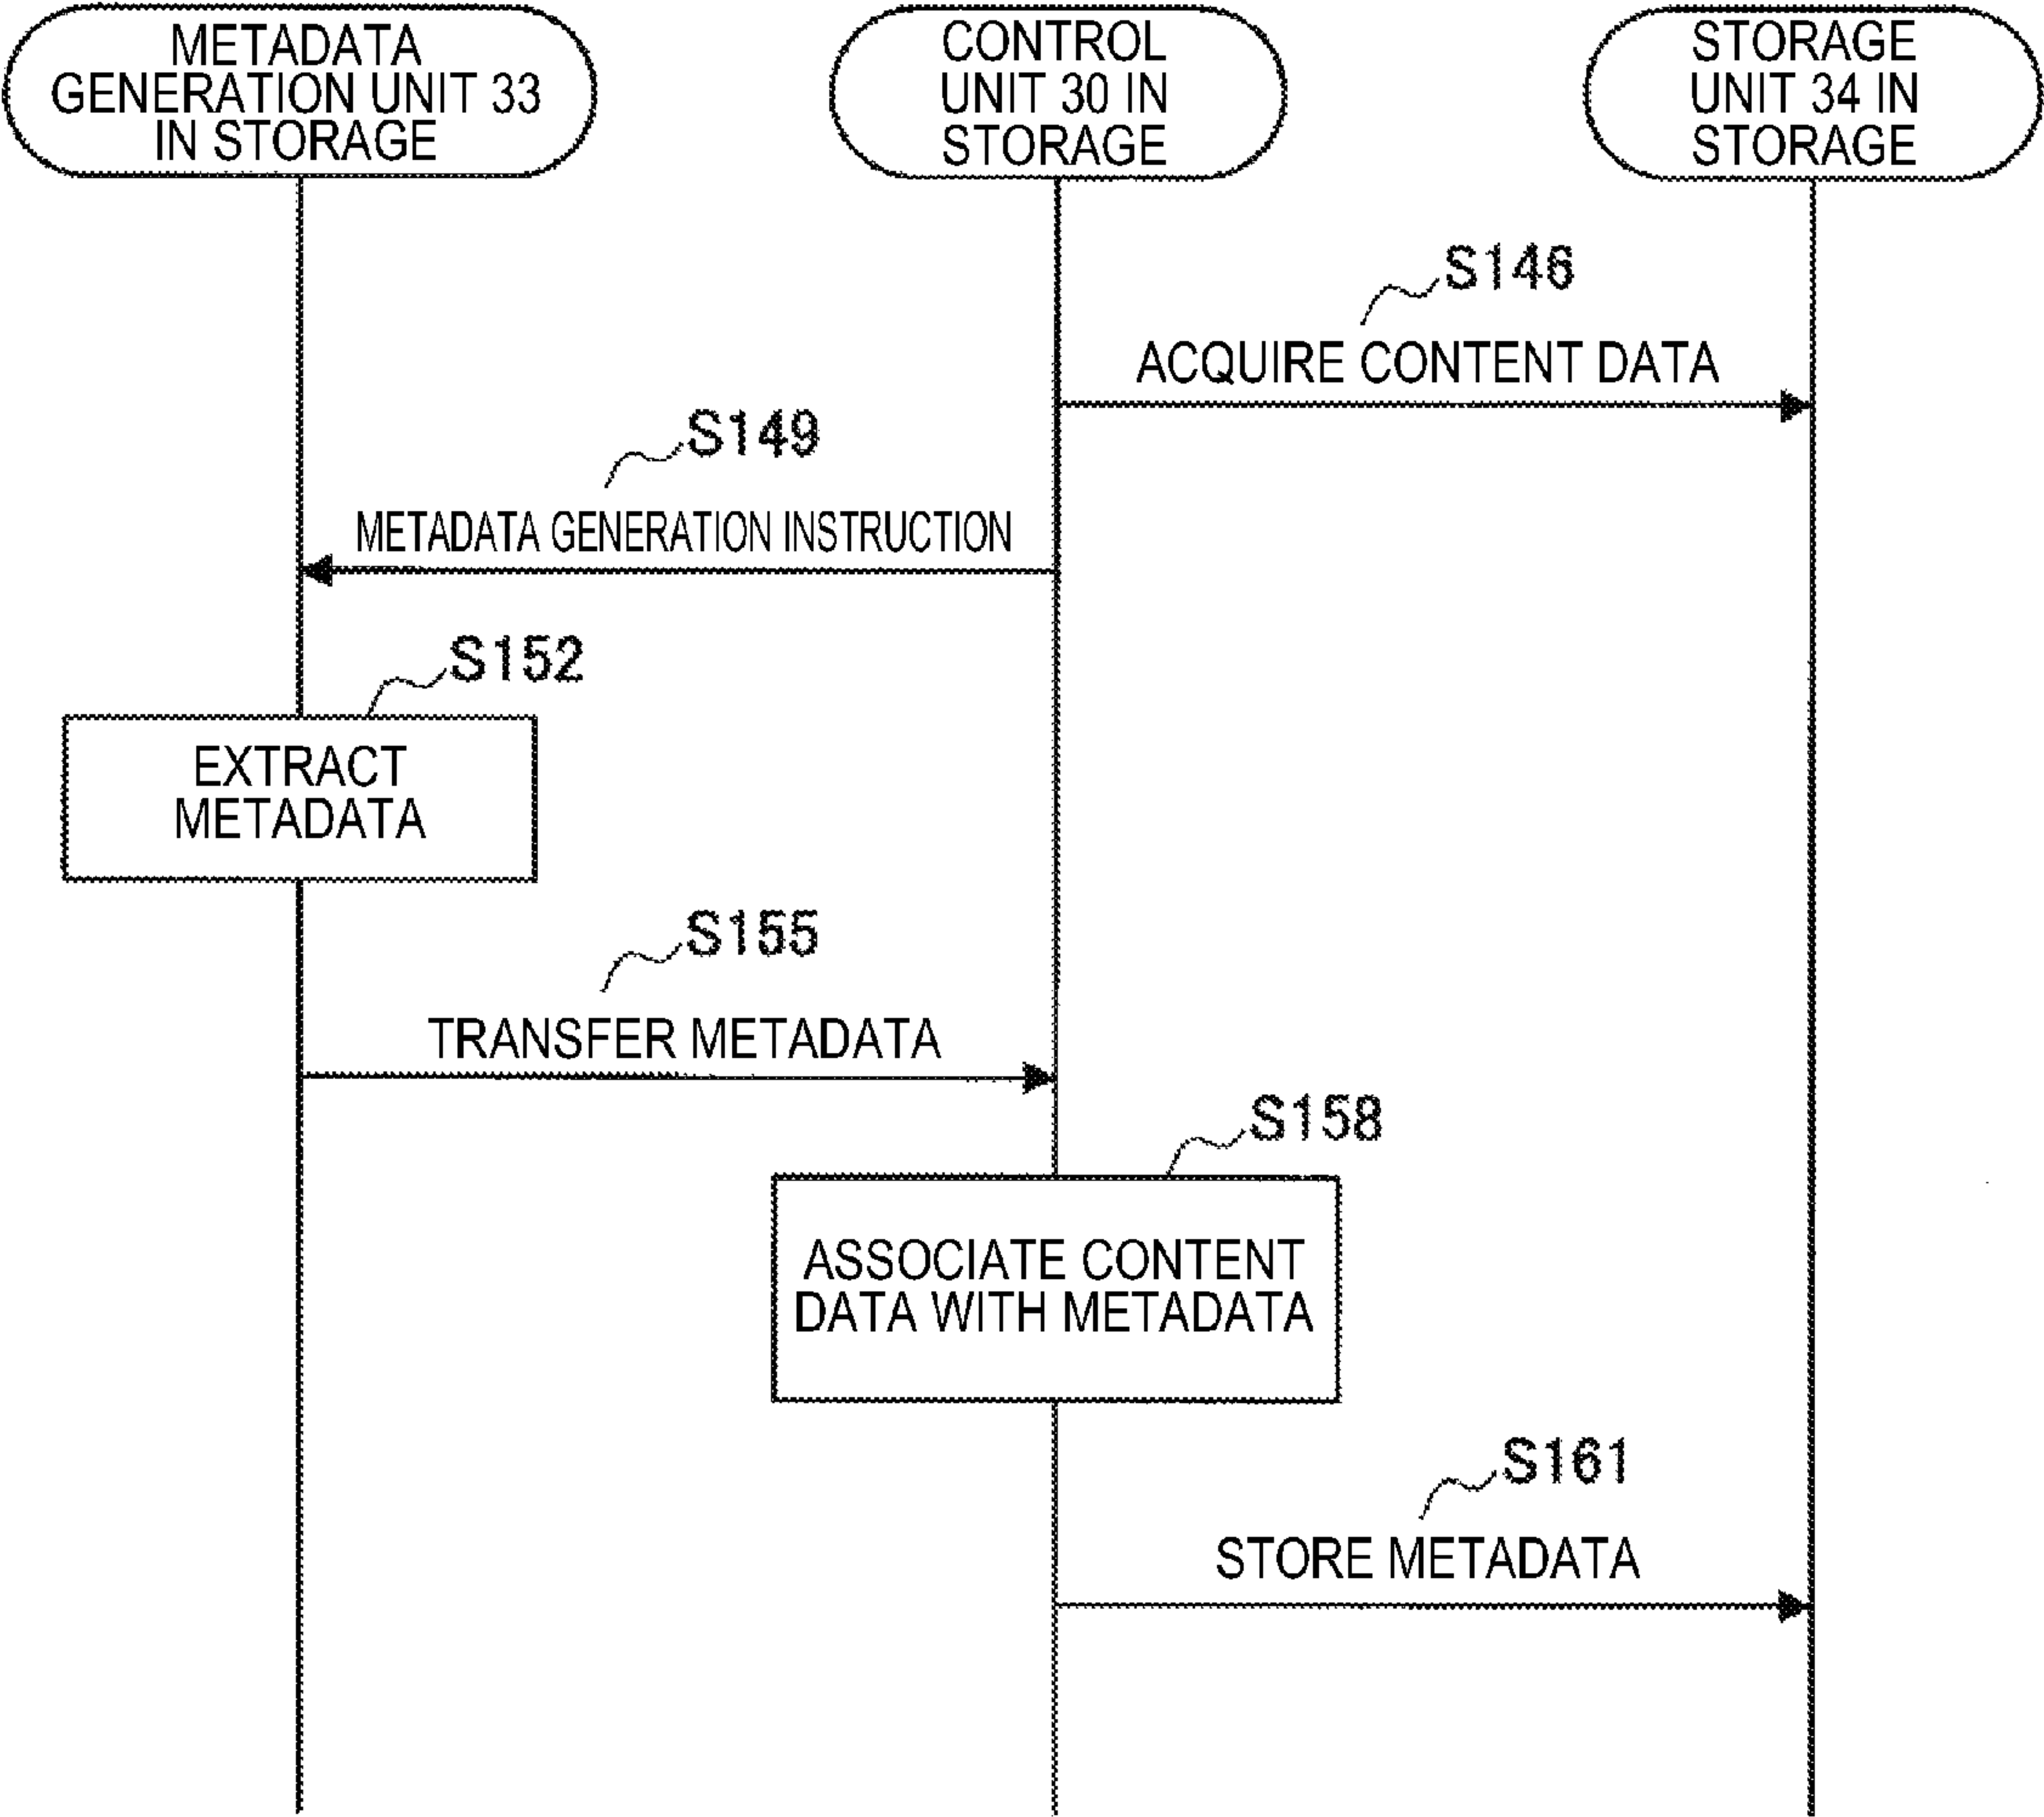 METADATA
GENERATION UNIT 33
IN STORAGE
CONTROL
UNIT 30 IN
STORAGE
STORAGE
UNIT 34 IN
STORAGE
S146
ACQUIRE CONTENT DATA
S149
METADATA GENERATION INSTRUCTION
S152
EXTRACT
METADATA
S155
TRANSFER METADATA
S158
ASSOCIATE CONTENT
DATA WITH METADATA
S161
STORE METADATA